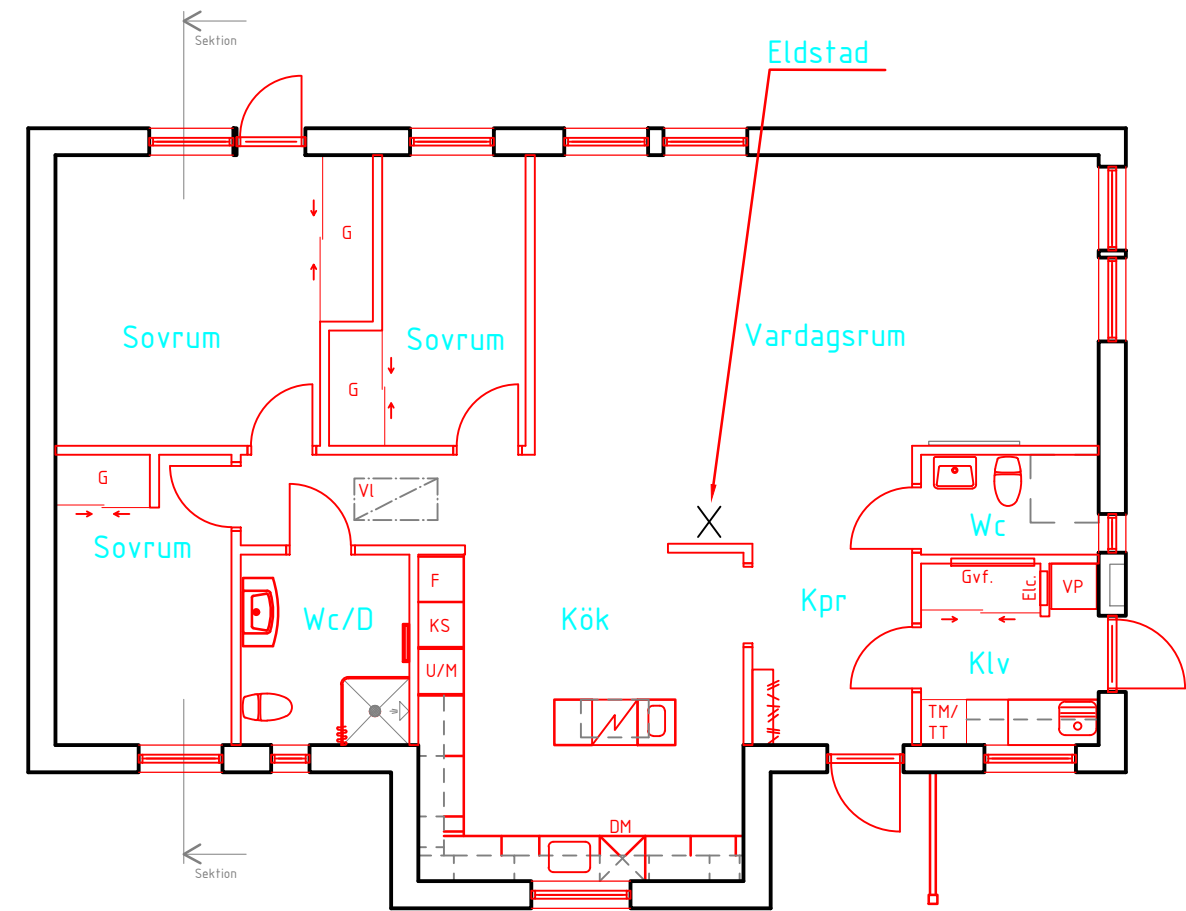 Sektion
Eldstad
G
Sovrum
Sovrum
Vardagsrum
G
G
Vl
Sovrum
Wc
Gvf.
Elc.
VP
F
Wc/D
KS
Kök
Kpr
U/M
Klv
TM/
TT
DM
Sektion